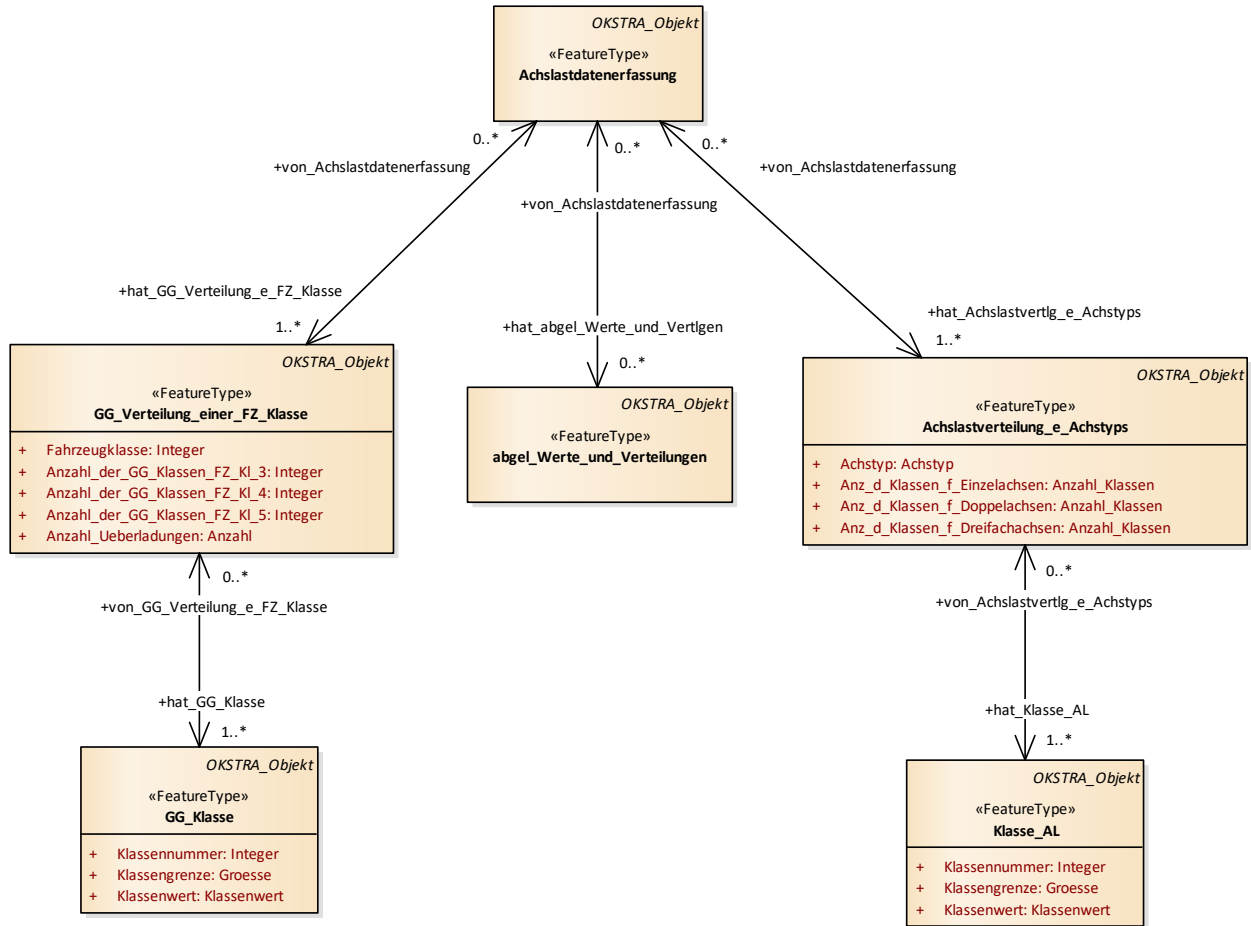 OKSTRA_Objekt
«FeatureType»
Achslastdatenerfassung
0..*
0..*
0..*
+von_Achslastdatenerfassung
+von_Achslastdatenerfassung
+von_Achslastdatenerfassung
+hat_GG_Verteilung_e_FZ_Klasse
1..*
+hat_abgel_Werte_und_Vertlgen
0..*
+hat_Achslastvertlg_e_Achstyps
1..*
OKSTRA_Objekt
«FeatureType»
GG_Verteilung_einer_FZ_Klasse
+ Fahrzeugklasse: Integer
+ Anzahl_der_GG_Klassen_FZ_Kl_3: Integer
+ Anzahl_der_GG_Klassen_FZ_Kl_4: Integer
+ Anzahl_der_GG_Klassen_FZ_Kl_5: Integer
+ Anzahl_Ueberladungen: Anzahl
OKSTRA_Objekt
«FeatureType»
abgel_Werte_und_Verteilungen
OKSTRA_Objekt
«FeatureType»
Achslastverteilung_e_Achstyps
+ Achstyp: Achstyp
+ Anz_d_Klassen_f_Einzelachsen: Anzahl_Klassen
+ Anz_d_Klassen_f_Doppelachsen: Anzahl_Klassen
+ Anz_d_Klassen_f_Dreifachachsen: Anzahl_Klassen
0..*
+von_GG_Verteilung_e_FZ_Klasse
+hat_GG_Klasse
1..*
0..*
+von_Achslastvertlg_e_Achstyps
+hat_Klasse_AL
1..*
OKSTRA_Objekt
«FeatureType»
GG_Klasse
+ Klassennummer: Integer
+ Klassengrenze: Groesse
+ Klassenwert: Klassenwert
OKSTRA_Objekt
«FeatureType»
Klasse_AL
+ Klassennummer: Integer
+ Klassengrenze: Groesse
+ Klassenwert: Klassenwert